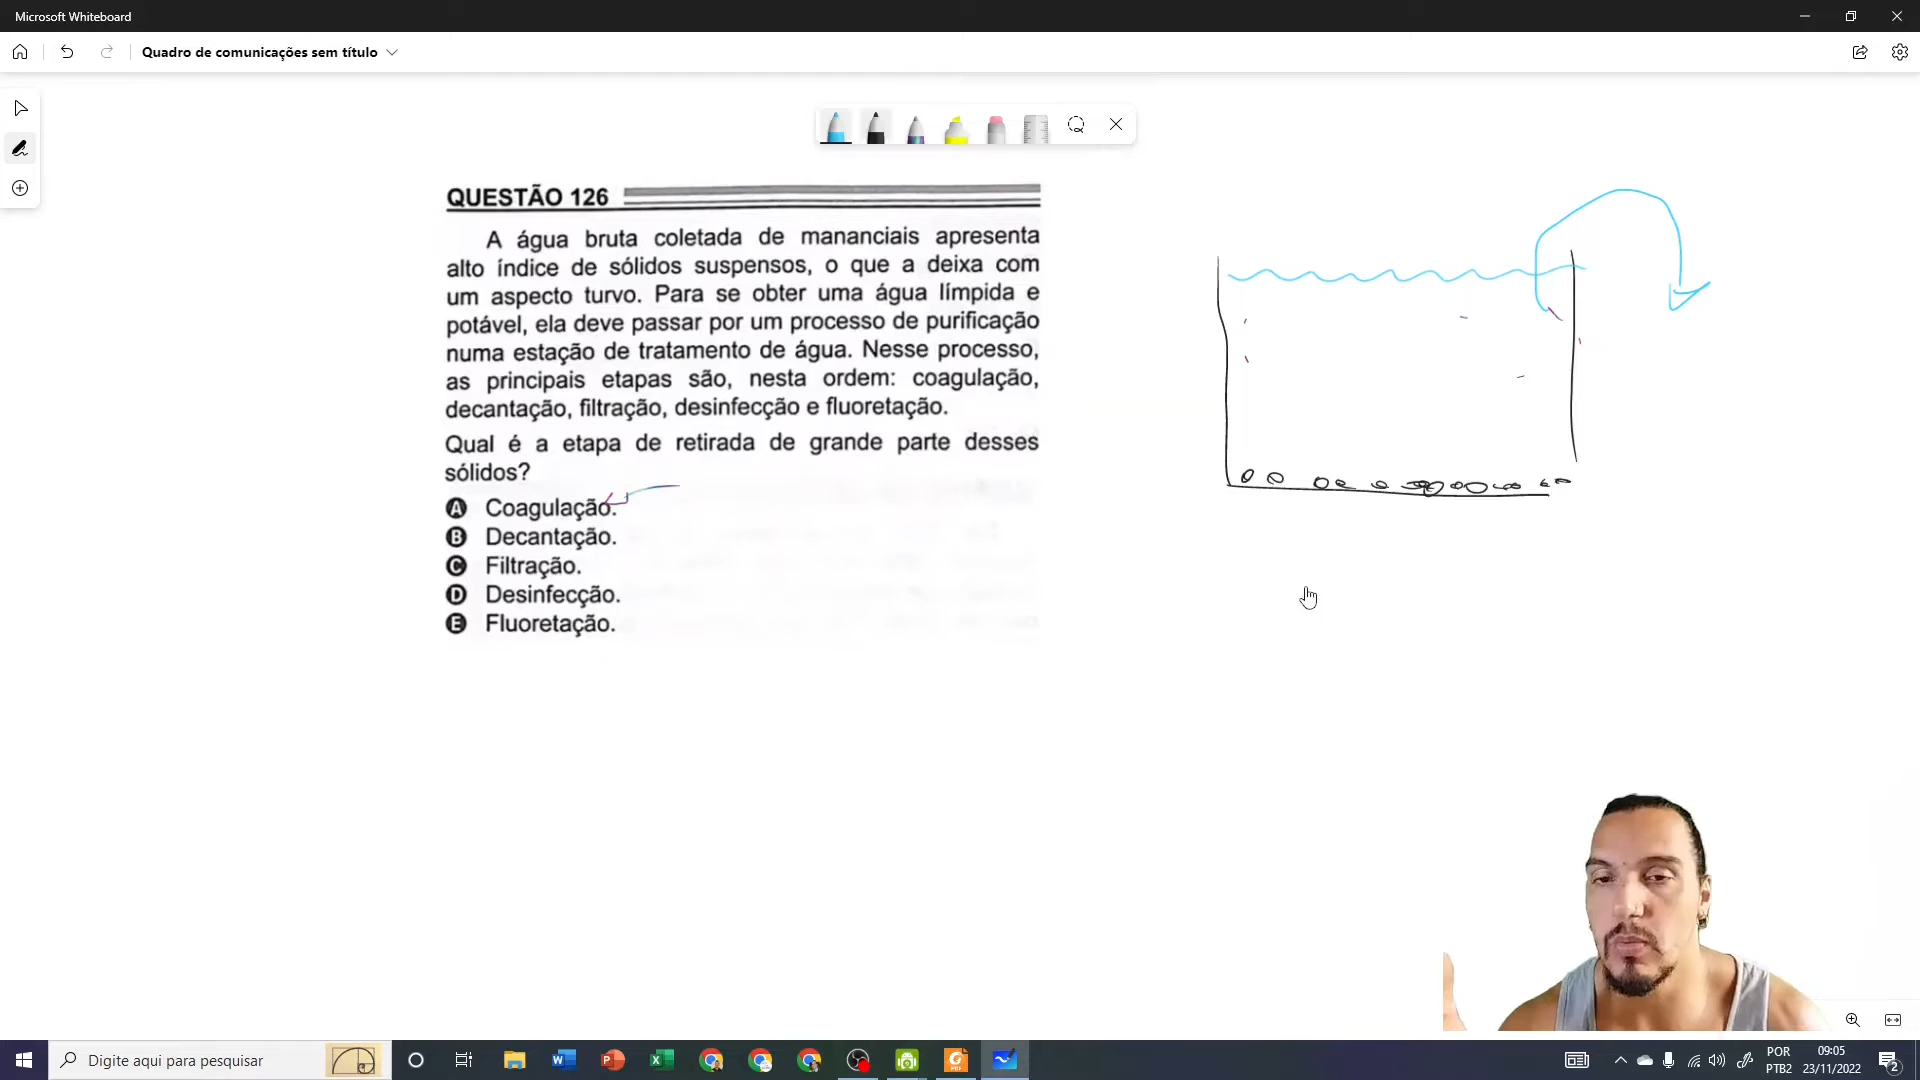 Microsoft Whiteboard
Quadro de comunicações sem título
QUESTÃO 126
A água bruta coletada de mananciais apresenta
alto índice de sólidos suspensos, o que a deixa com
um aspecto turvo. Para se obter uma água límpida e
potável, ela deve passar por um processo de purificação
numa estação de tratamento de água. Nesse processo,
as principais etapas são, nesta ordem: coagulação,
decantação, filtração, desinfecção e fluoretação.
Qual é a etapa de retirada de grande parte desses
sólidos?
A Coagulação.
B Decantação.
C Filtração.
D Desinfecção.
E Fluoretação.
Digite aqui para pesquisar
POR
PTB2
09:05
23/11/2022
2